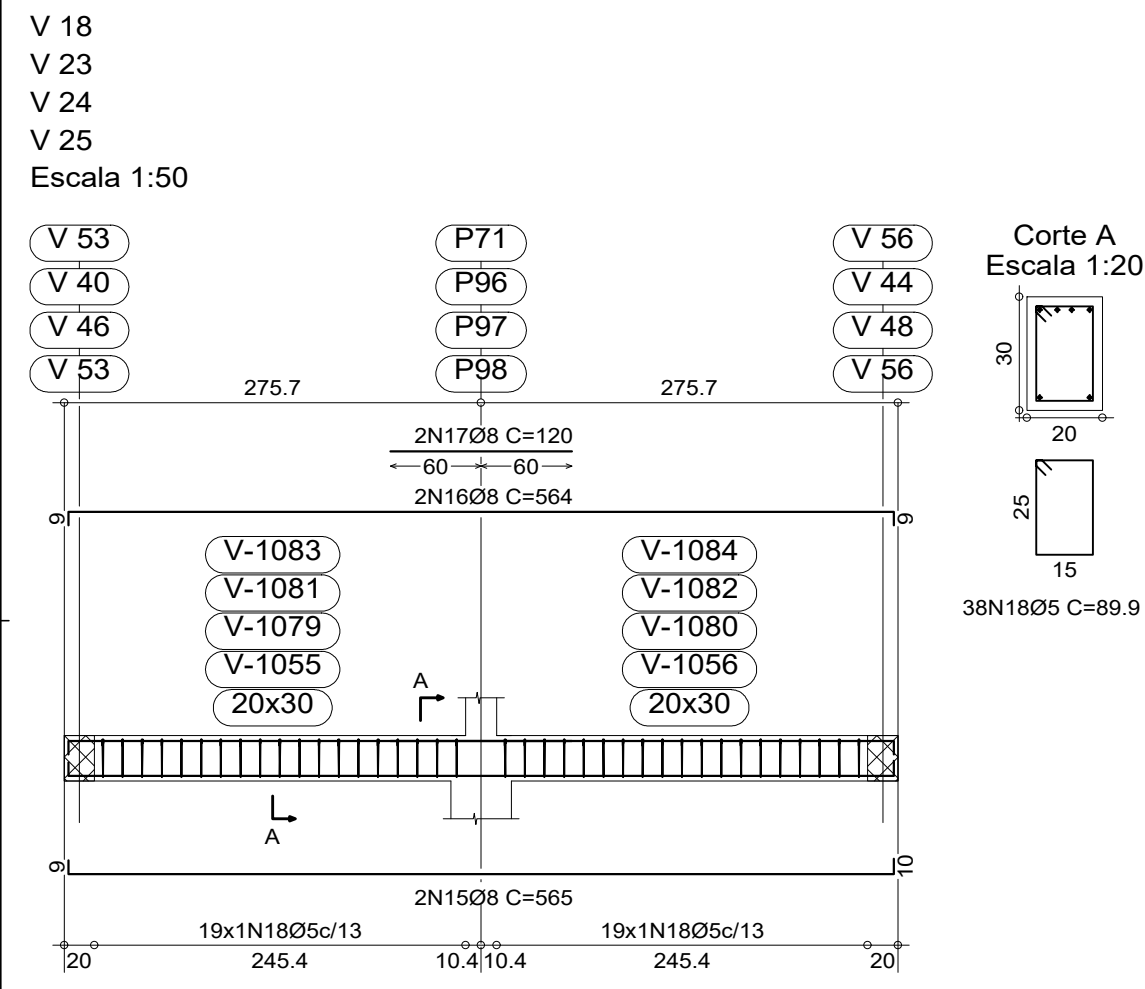 V 18
V 23
V 24
V 25
Escala 1:50
V 53
P71
V 56
V 40
P96
V 44
V 46
P97
V 48
V 53
P98
V 56
Corte A
Escala 1:20
30
20
25
15
38N18Ø5 C=89.9
275.7
275.7
2N17Ø8 C=120
60
60
2N16Ø8 C=564
9
9
V-1083
V-1084
V-1081
V-1082
V-1079
V-1080
V-1055
V-1056
20x30
20x30
A
A
9
10
2N15Ø8 C=565
19x1N18Ø5c/13
19x1N18Ø5c/13
20
245.4
10.4
10.4
245.4
20